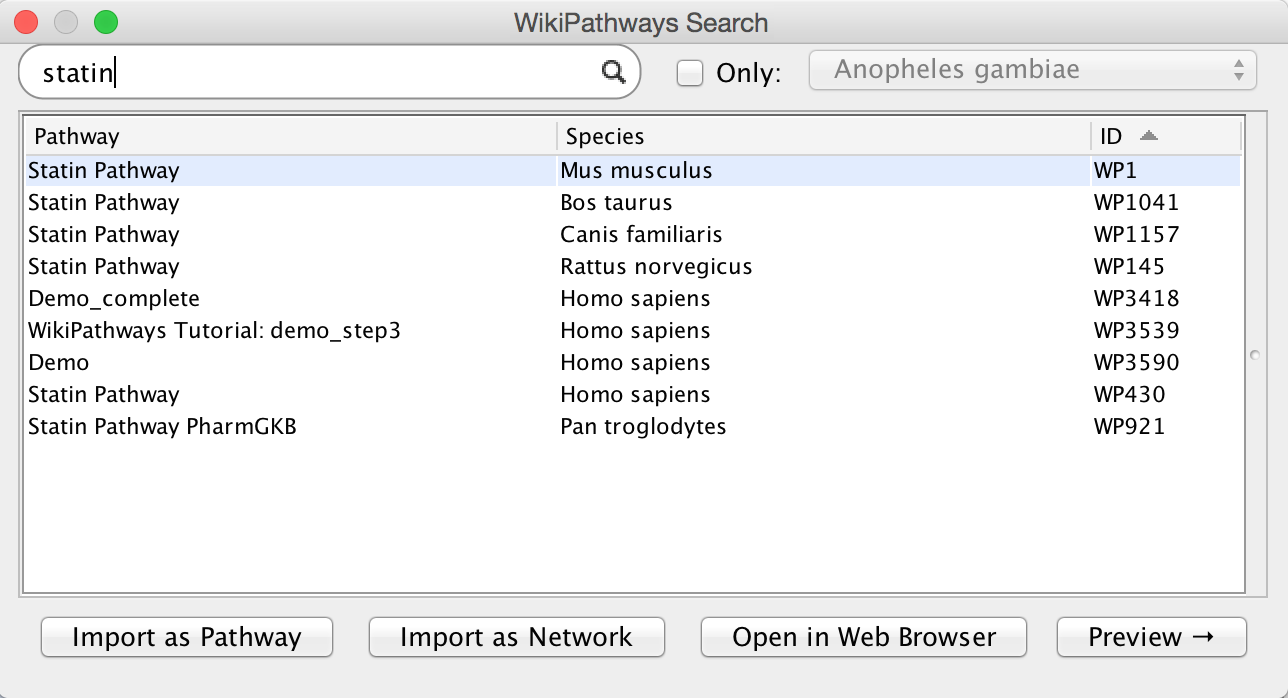 WikiPathways Search
statin Only: Anopheles gambiae
Pathway Species ID
Statin Pathway Mus musculus WP1
Statin Pathway Bos taurus WP1041
Statin Pathway Canis familiaris WP1157
Statin Pathway Rattus norvegicus WP145
Demo_complete Homo sapiens WP3418
WikiPathways Tutorial: demo_step3 Homo sapiens WP3539
Demo Homo sapiens WP3590
Statin Pathway Homo sapiens WP430
Statin Pathway PharmGKB Pan troglodytes WP921
Import as Pathway Import as Network Open in Web Browser Preview →